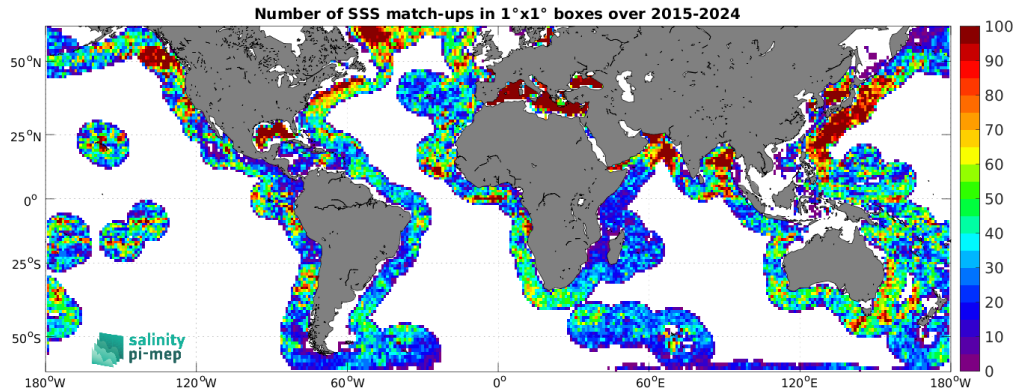 Number of SSS match-ups in 1°x1° boxes over 2015-2024
50°N
25°N
0°
25°S
50°S
180°W
120°W
60°W
0°
60°E
120°E
180°W
100
90
80
70
60
50
40
30
20
10
0
salinity
pi-mep